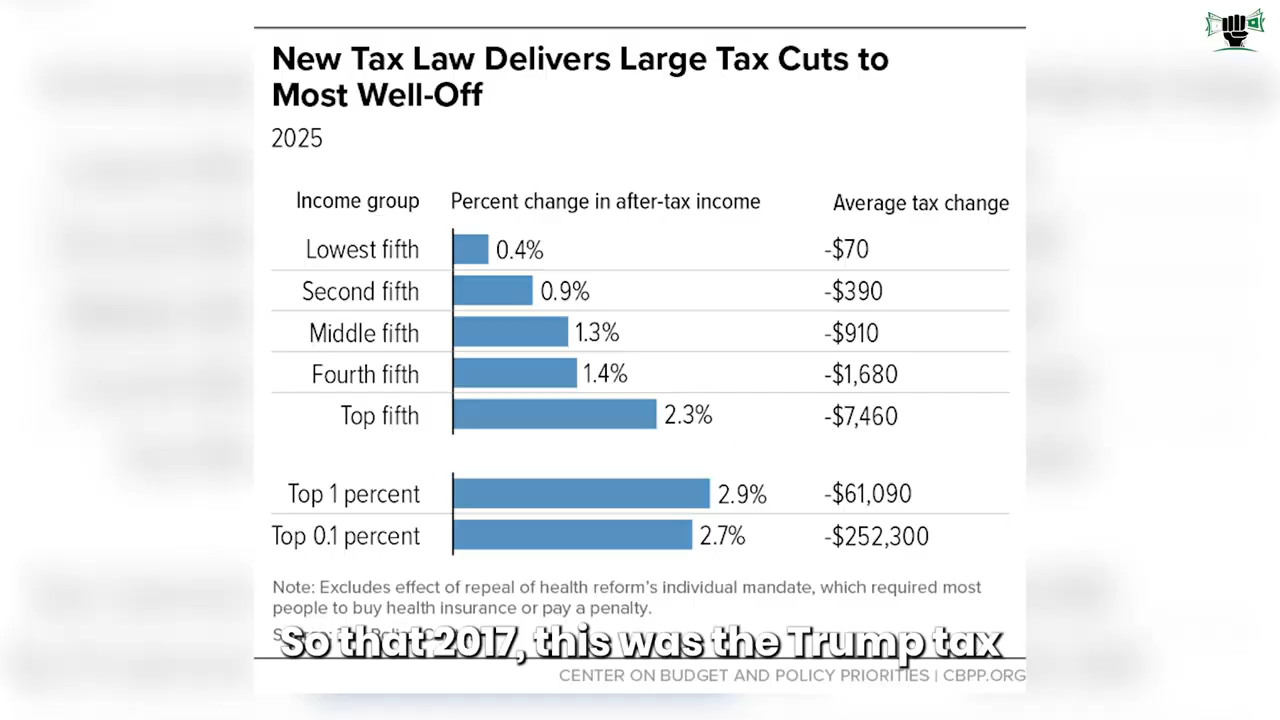 New Tax Law Delivers Large Tax Cuts to
Most Well-Off
2025
Income group Percent change in after-tax income Average tax change
Lowest fifth 0.4% -$70
Second fifth 0.9% -$390
Middle fifth 1.3% -$910
Fourth fifth 1.4% -$1,680
Top fifth 2.3% -$7,460
Top 1 percent 2.9% -$61,090
Top 0.1 percent 2.7% -$252,300
Note: Excludes effect of repeal of health reform's individual mandate, which required most
people to buy health insurance or pay a penalty.
So that 2017, this was the Trump tax
CENTER ON BUDGET AND POLICY PRIORITIES | CBPP.ORG